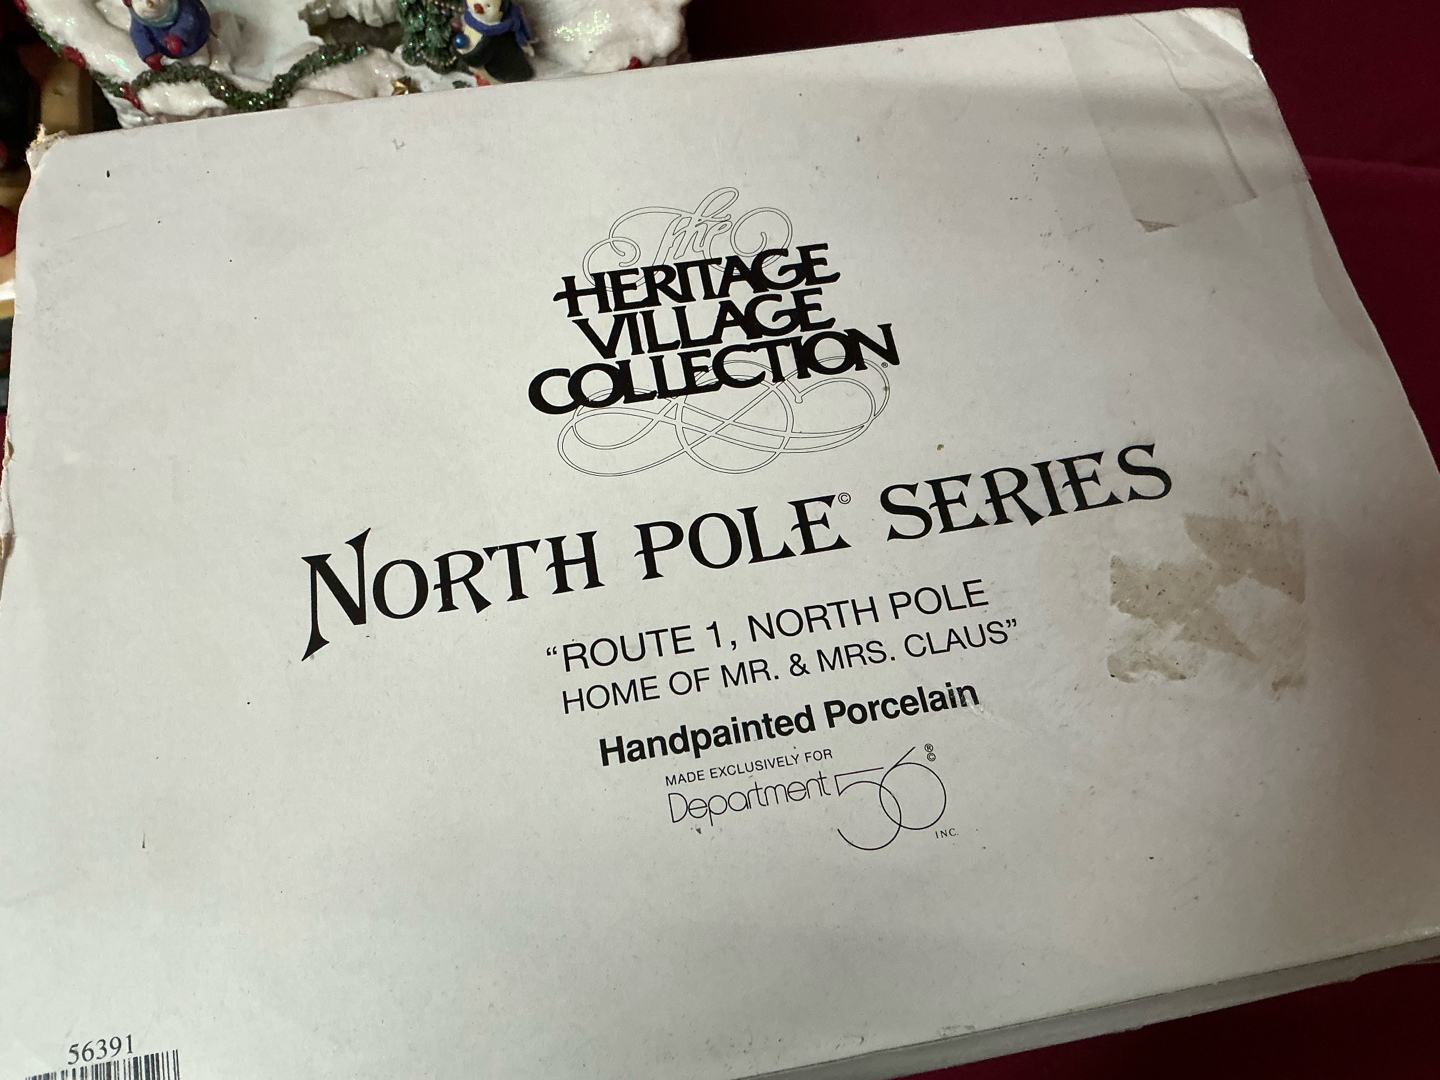 The
HERITAGE
VILLAGE
COLLECTION®
NORTH POLE© SERIES
“ROUTE 1, NORTH POLE
HOME OF MR. & MRS. CLAUS”
Handpainted Porcelain
MADE EXCLUSIVELY FOR
Department 56®©
INC.
56391